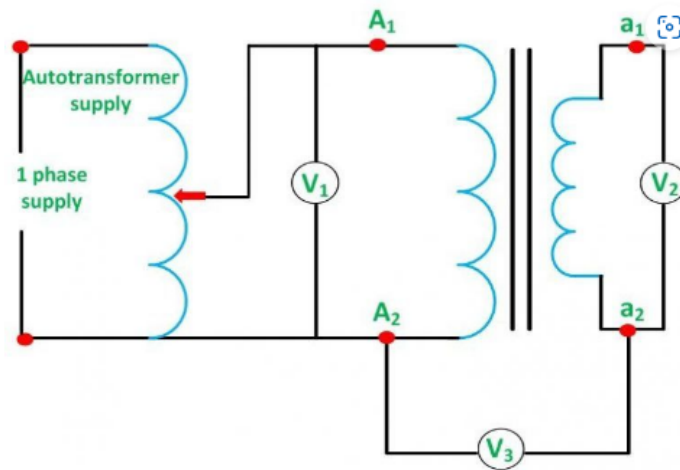 A₁
a₁
Autotransformer
supply
1 phase
supply
V₁
V₂
A₂
a₂
V₃